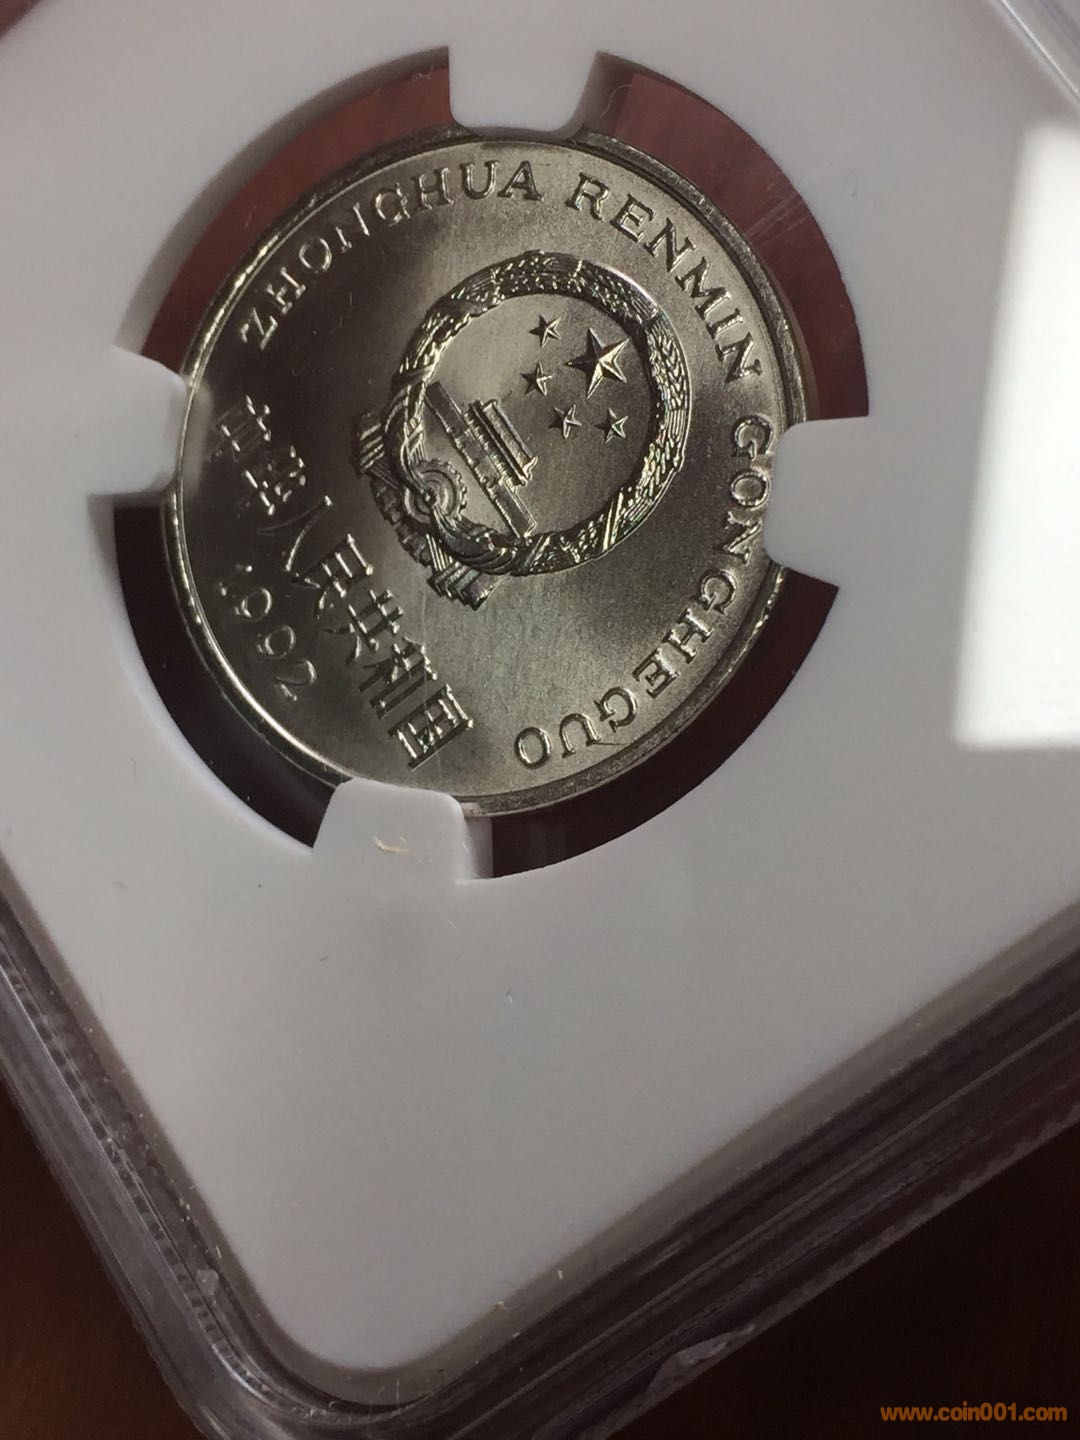 ZHONGHUA RENMIN GONGHEGUO
中华人民共和国
1992
www.coin001.com